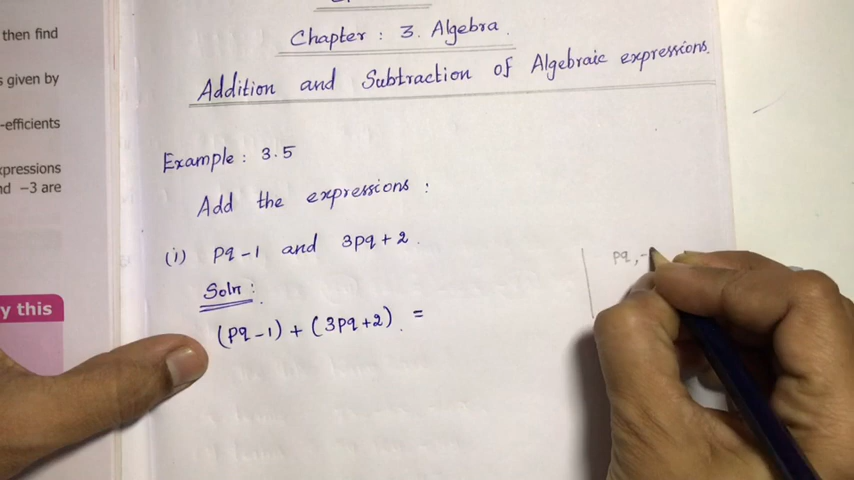 then find
s given by
-efficients
xpressions
nd −3 are
y this
Chapter : 3. Algebra.
Addition and Subtraction of Algebraic expressions.
Example : 3.5
Add the expressions :
(i) pq - 1 and 3pq + 2.
Soln :
(pq - 1) + (3pq + 2). =
pq, -